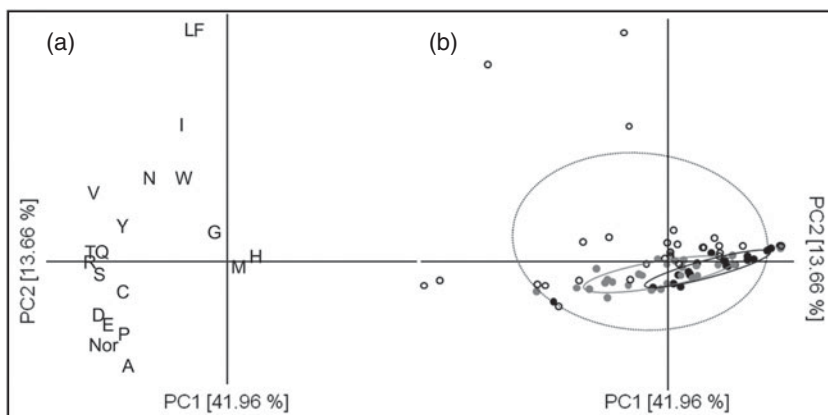 (a)
LF
I
N W
V
Y
G
TQ
R
S
H
M
C
D
E
P
Nor
A
PC2 [13.66 %]
PC1 [41.96 %]
(b)
PC2 [13.66 %]
PC1 [41.96 %]